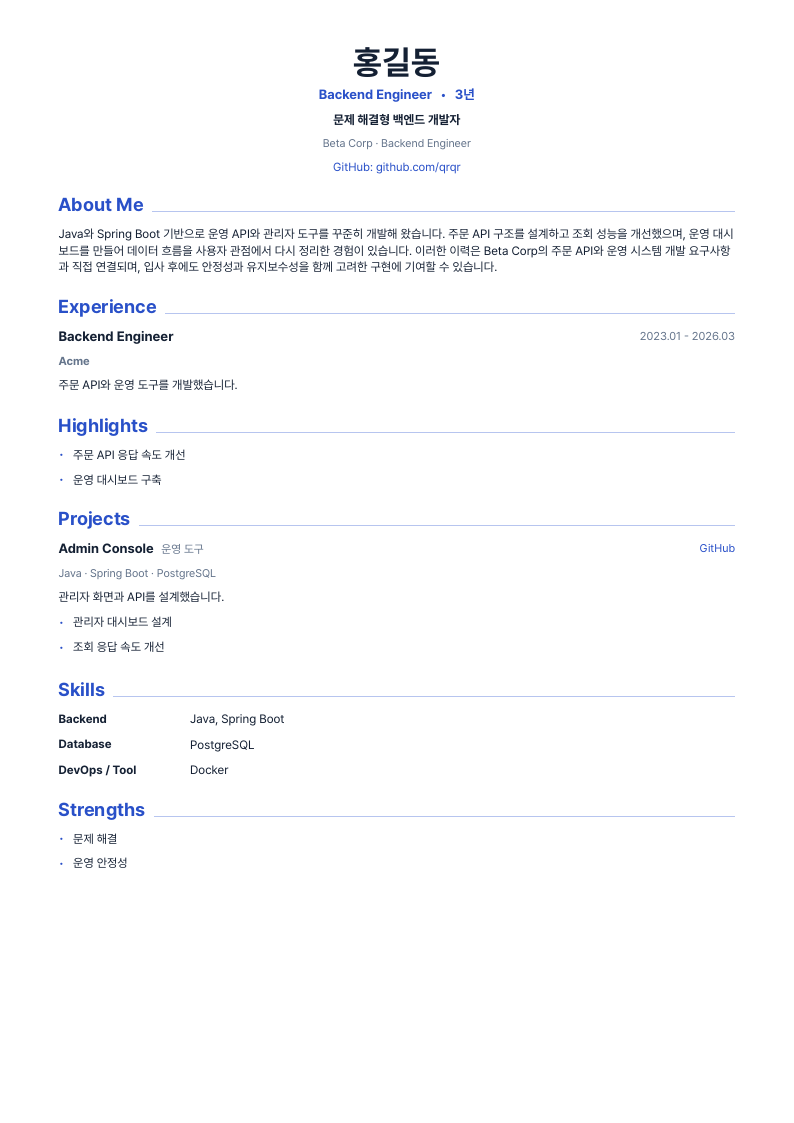 홍길동
Backend Engineer • 3년
문제 해결형 백엔드 개발자
Beta Corp · Backend Engineer
GitHub: github.com/qrqr
About Me
Java와 Spring Boot 기반으로 운영 API와 관리자 도구를 꾸준히 개발해 왔습니다. 주문 API 구조를 설계하고 조회 성능을 개선했으며, 운영 대시
보드를 만들어 데이터 흐름을 사용자 관점에서 다시 정리한 경험이 있습니다. 이러한 이력은 Beta Corp의 주문 API와 운영 시스템 개발 요구사항
과 직접 연결되며, 입사 후에도 안정성과 유지보수성을 함께 고려한 구현에 기여할 수 있습니다.
Experience
Backend Engineer 2023.01 - 2026.03
Acme
주문 API와 운영 도구를 개발했습니다.
Highlights
• 주문 API 응답 속도 개선
• 운영 대시보드 구축
Projects
Admin Console 운영 도구 GitHub
Java · Spring Boot · PostgreSQL
관리자 화면과 API를 설계했습니다.
• 관리자 대시보드 설계
• 조회 응답 속도 개선
Skills
Backend Java, Spring Boot
Database PostgreSQL
DevOps / Tool Docker
Strengths
• 문제 해결
• 운영 안정성